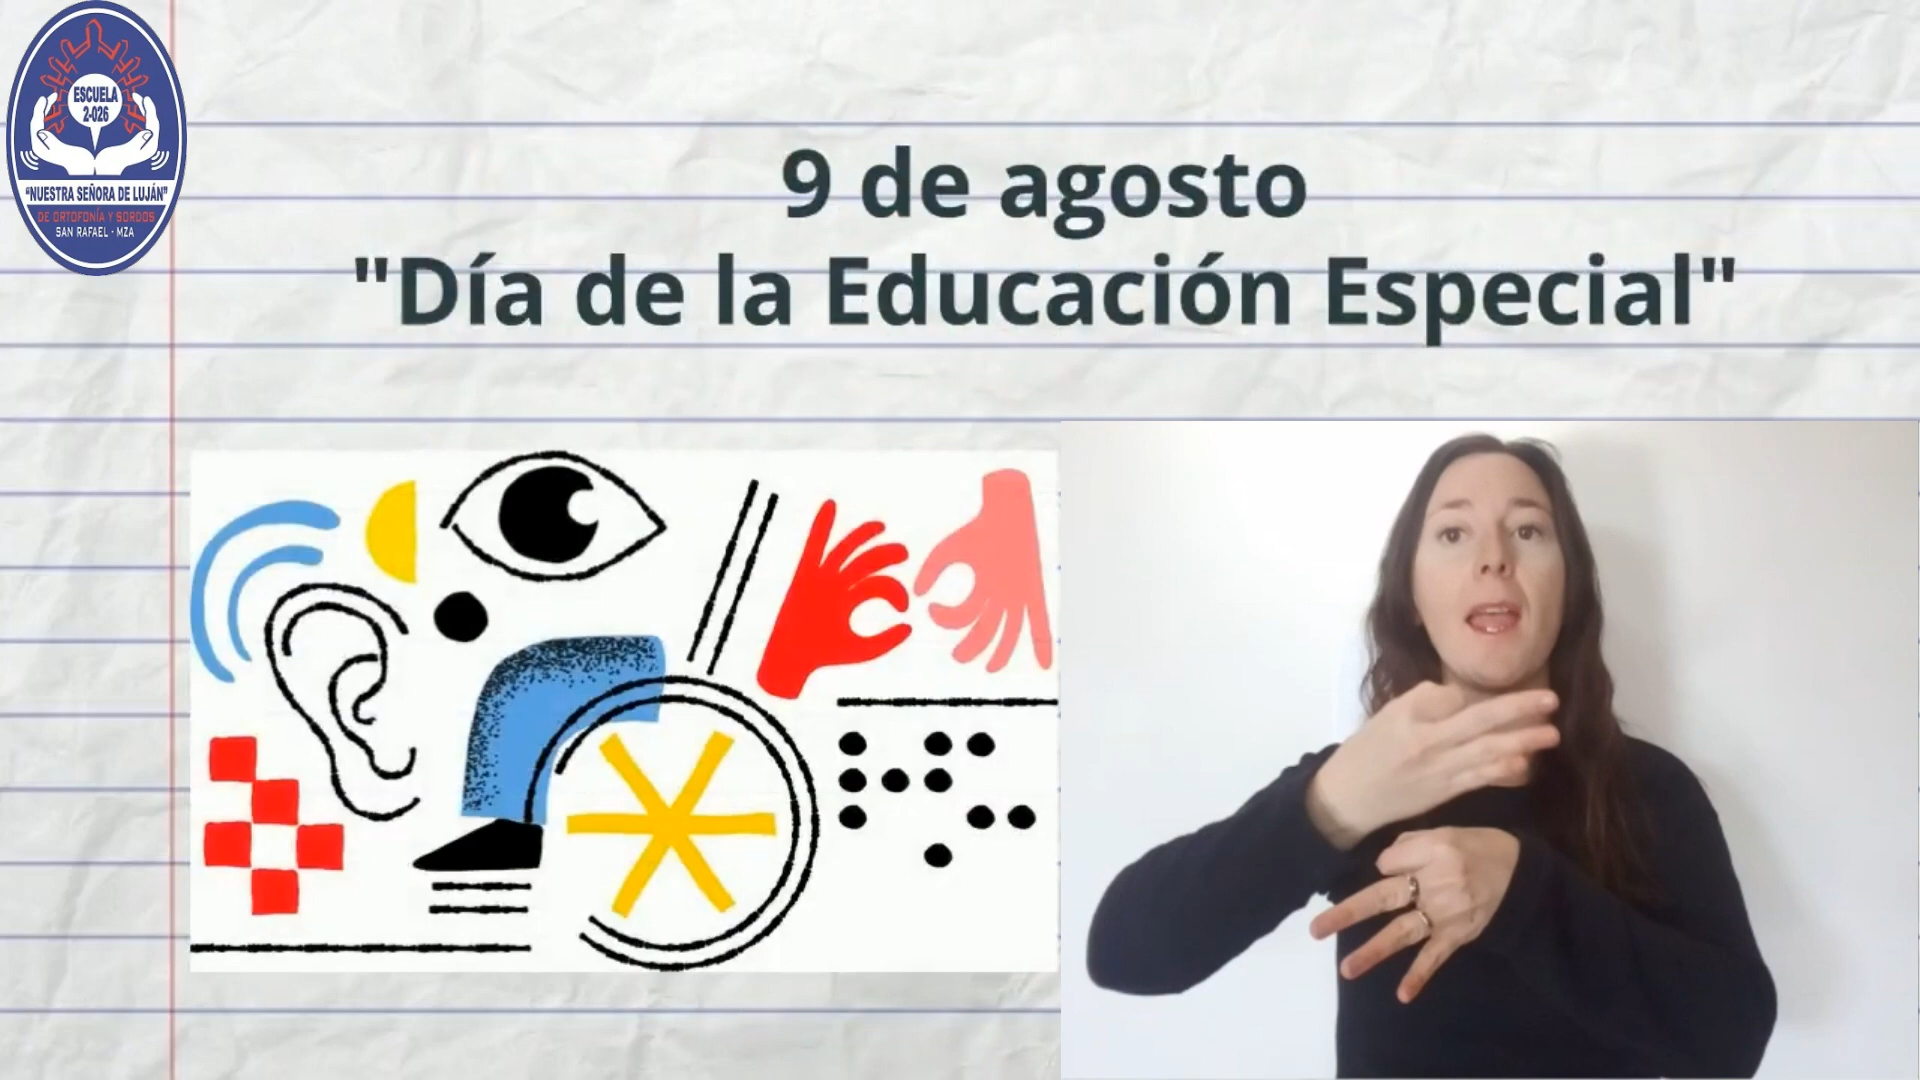 ESCUELA
2-026
"NUESTRA SEÑORA DE LUJÁN"
DE ORTOFONÍA Y SORDOS
SAN RAFAEL - MZA
9 de agosto
"Día de la Educación Especial"